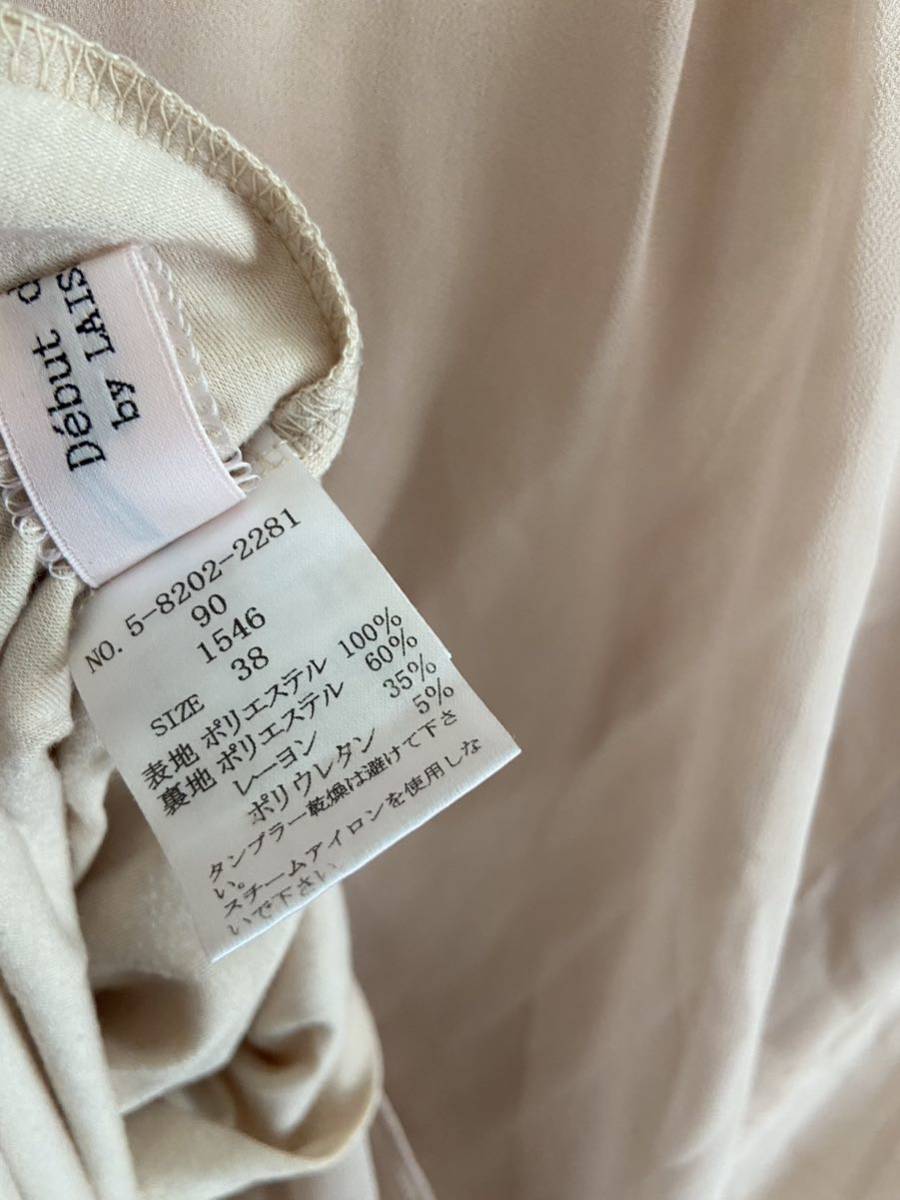 Début
by LAIS
NO. 5-8202-2281
90
1546
SIZE 38
表地 ポリエステル 100%
裏地 ポリエステル 60%
レーヨン 35%
ポリウレタン 5%
タンブラー乾燥は避けて下さ
い。
スチームアイロンを使用しな
いで下さい